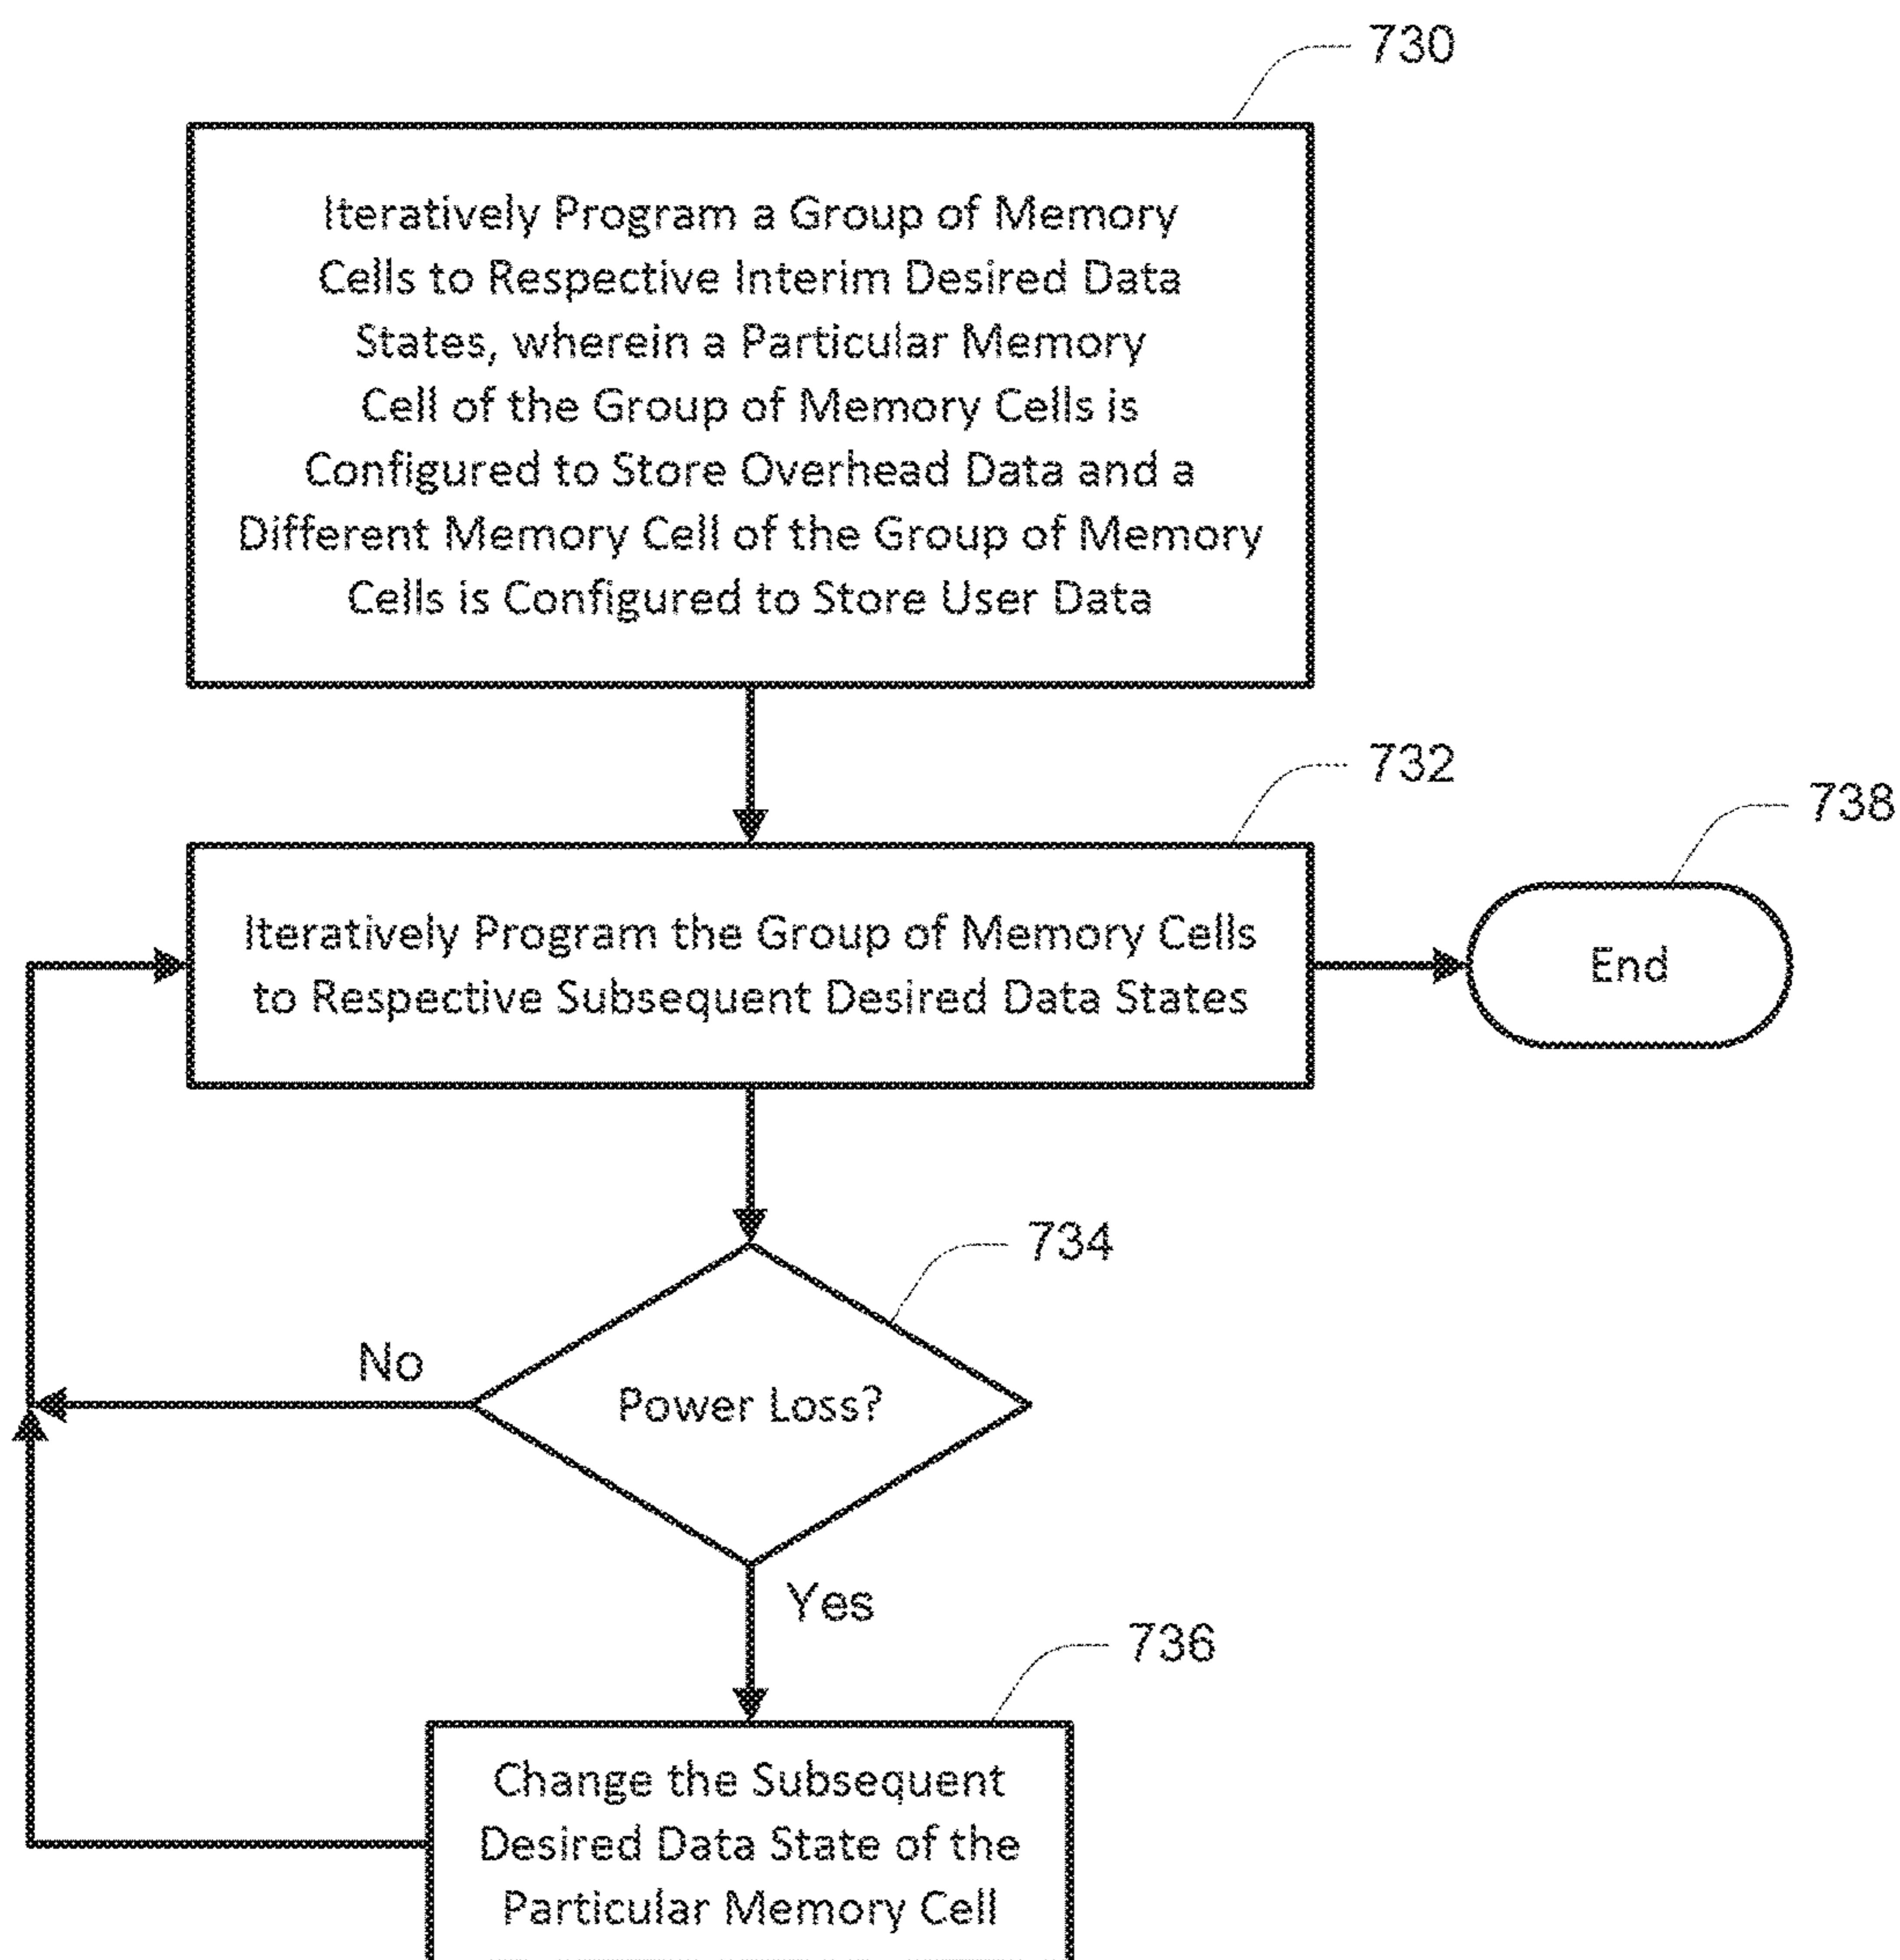 730
Iteratively Program a Group of Memory
Cells to Respective Interim Desired Data
States, wherein a Particular Memory
Cell of the Group of Memory Cells is
Configured to Store Overhead Data and a
Different Memory Cell of the Group of Memory
Cells is Configured to Store User Data
732
738
Iteratively Program the Group of Memory Cells
to Respective Subsequent Desired Data States
End
734
No
Power Loss?
Yes
736
Change the Subsequent
Desired Data State of the
Particular Memory Cell